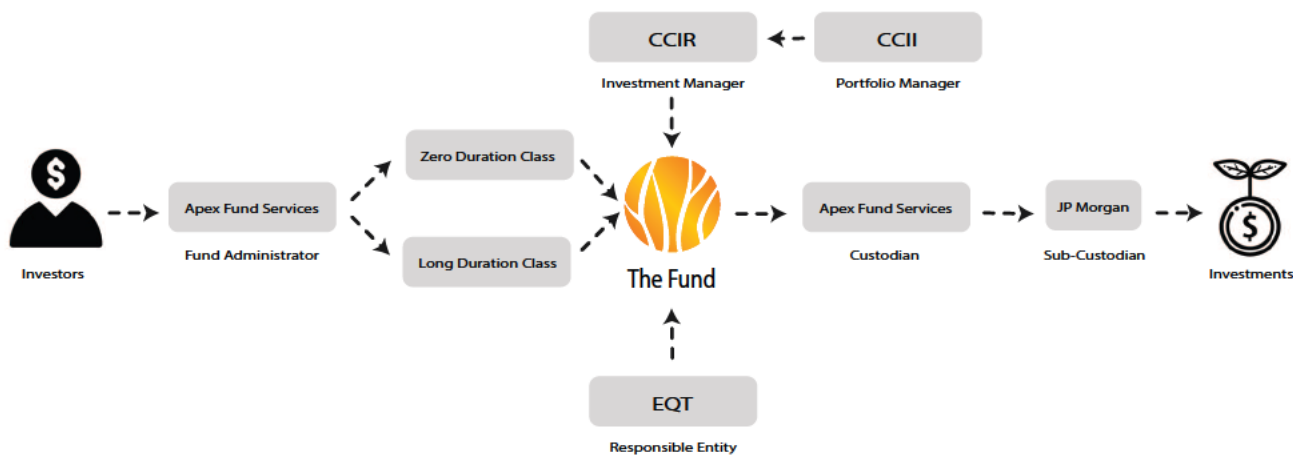 CCIR
CCII
Investment Manager
Portfolio Manager
Zero Duration Class
$
Apex Fund Services
Fund Administrator
Investors
Long Duration Class
The Fund
Apex Fund Services
Custodian
JP Morgan
Sub-Custodian
$
Investments
EQT
Responsible Entity